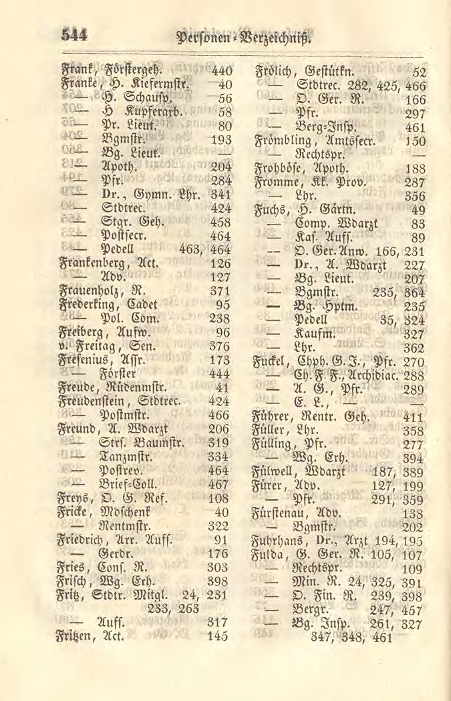 544
Personen-Verzeichniß.
Frank, Förstergeh. 440
Franke, H. Kiefermstr. 40
— H. Schausp. 56
— H Kupferarb. 58
— Pr. Lieut. 80
— Bgmstr. 193
— Bg. Lieut. —
— Apoth. 204
— Pfr. 284
— Dr., Gymn. Lhr. 341
— Stdtrec. 424
— Stgr. Geh. 458
— Postsecr. 464
— Pedell 463, 464
Frankenberg, Act. 126
— Adv. 127
Frauenholz, R. 371
Frederking, Cadet 95
— Pol. Com. 238
Freiberg, Aufw. 96
v. Freitag, Sen. 376
Fresenius, Assr. 173
— Förster 444
Freude, Rüdenmstr. 41
Freudenstein, Stdtrec. 424
— Postmstr. 466
Freund, A. Wdarzt 206
— Strf. Baumstr. 319
— Tanzmstr. 334
— Postrev. 464
— Brief-Coll. 467
Freys, O. G. Ref. 108
Fricke, Mdschenk 40
— Rentmstr. 322
Friedrich, Arr. Auff. 91
— Gerbr. 176
Fries, Cons. R. 303
Frisch, Wg. Erh. 398
Fritz, Stdtr. Mitgl. 24, 231
233, 263
— Auff. 317
Fritzen, Act. 145
Frölich, Gestütkn. 52
— Stdtrec. 282, 425, 466
— O. Ger. R. 166
— Pfr. 297
— Berg-Insp. 461
Frömbling, Amtssecr. 150
— Rechtspr. —
Frohböse, Apoth. 188
Fromme, Kk. Prov. 287
— Lhr. 356
Fuchs, H. Gärtn. 49
— Comp. Wdarzt 83
— Kas. Auff. 89
— O. Ger. Anw. 166, 231
— Dr., A. Wdarzt 227
— Bg. Lieut. 207
— Bgmstr. 235, 364
— Bg. Hptm. 235
— Pedell 35, 324
— Kaufm. 327
— Lhr. 362
Fuckel, Chph. G. J., Pfr. 270
— Ch. F. F., Archidiac. 288
— A. G., Pfr. 289
— E. L., — —
Führer, Rentr. Geh. 411
Füller, Lhr. 358
Fülling, Pfr. 277
— Wg. Erh. 394
Füllwell, Wdarzt 187, 389
Fürer, Adv. 127, 199
— Pfr. 291, 359
Fürstenau, Adv. 138
— Bgmstr. 202
Fuhrhans, Dr., Arzt 194, 195
Fulda, G. Ger. R. 105, 107
— Rechtspr. 109
— Min. R. 24, 325, 391
— O. Fin. R. 239, 398
— Bergr. 247, 457
— Bg. Insp. 261, 327
347, 348, 461